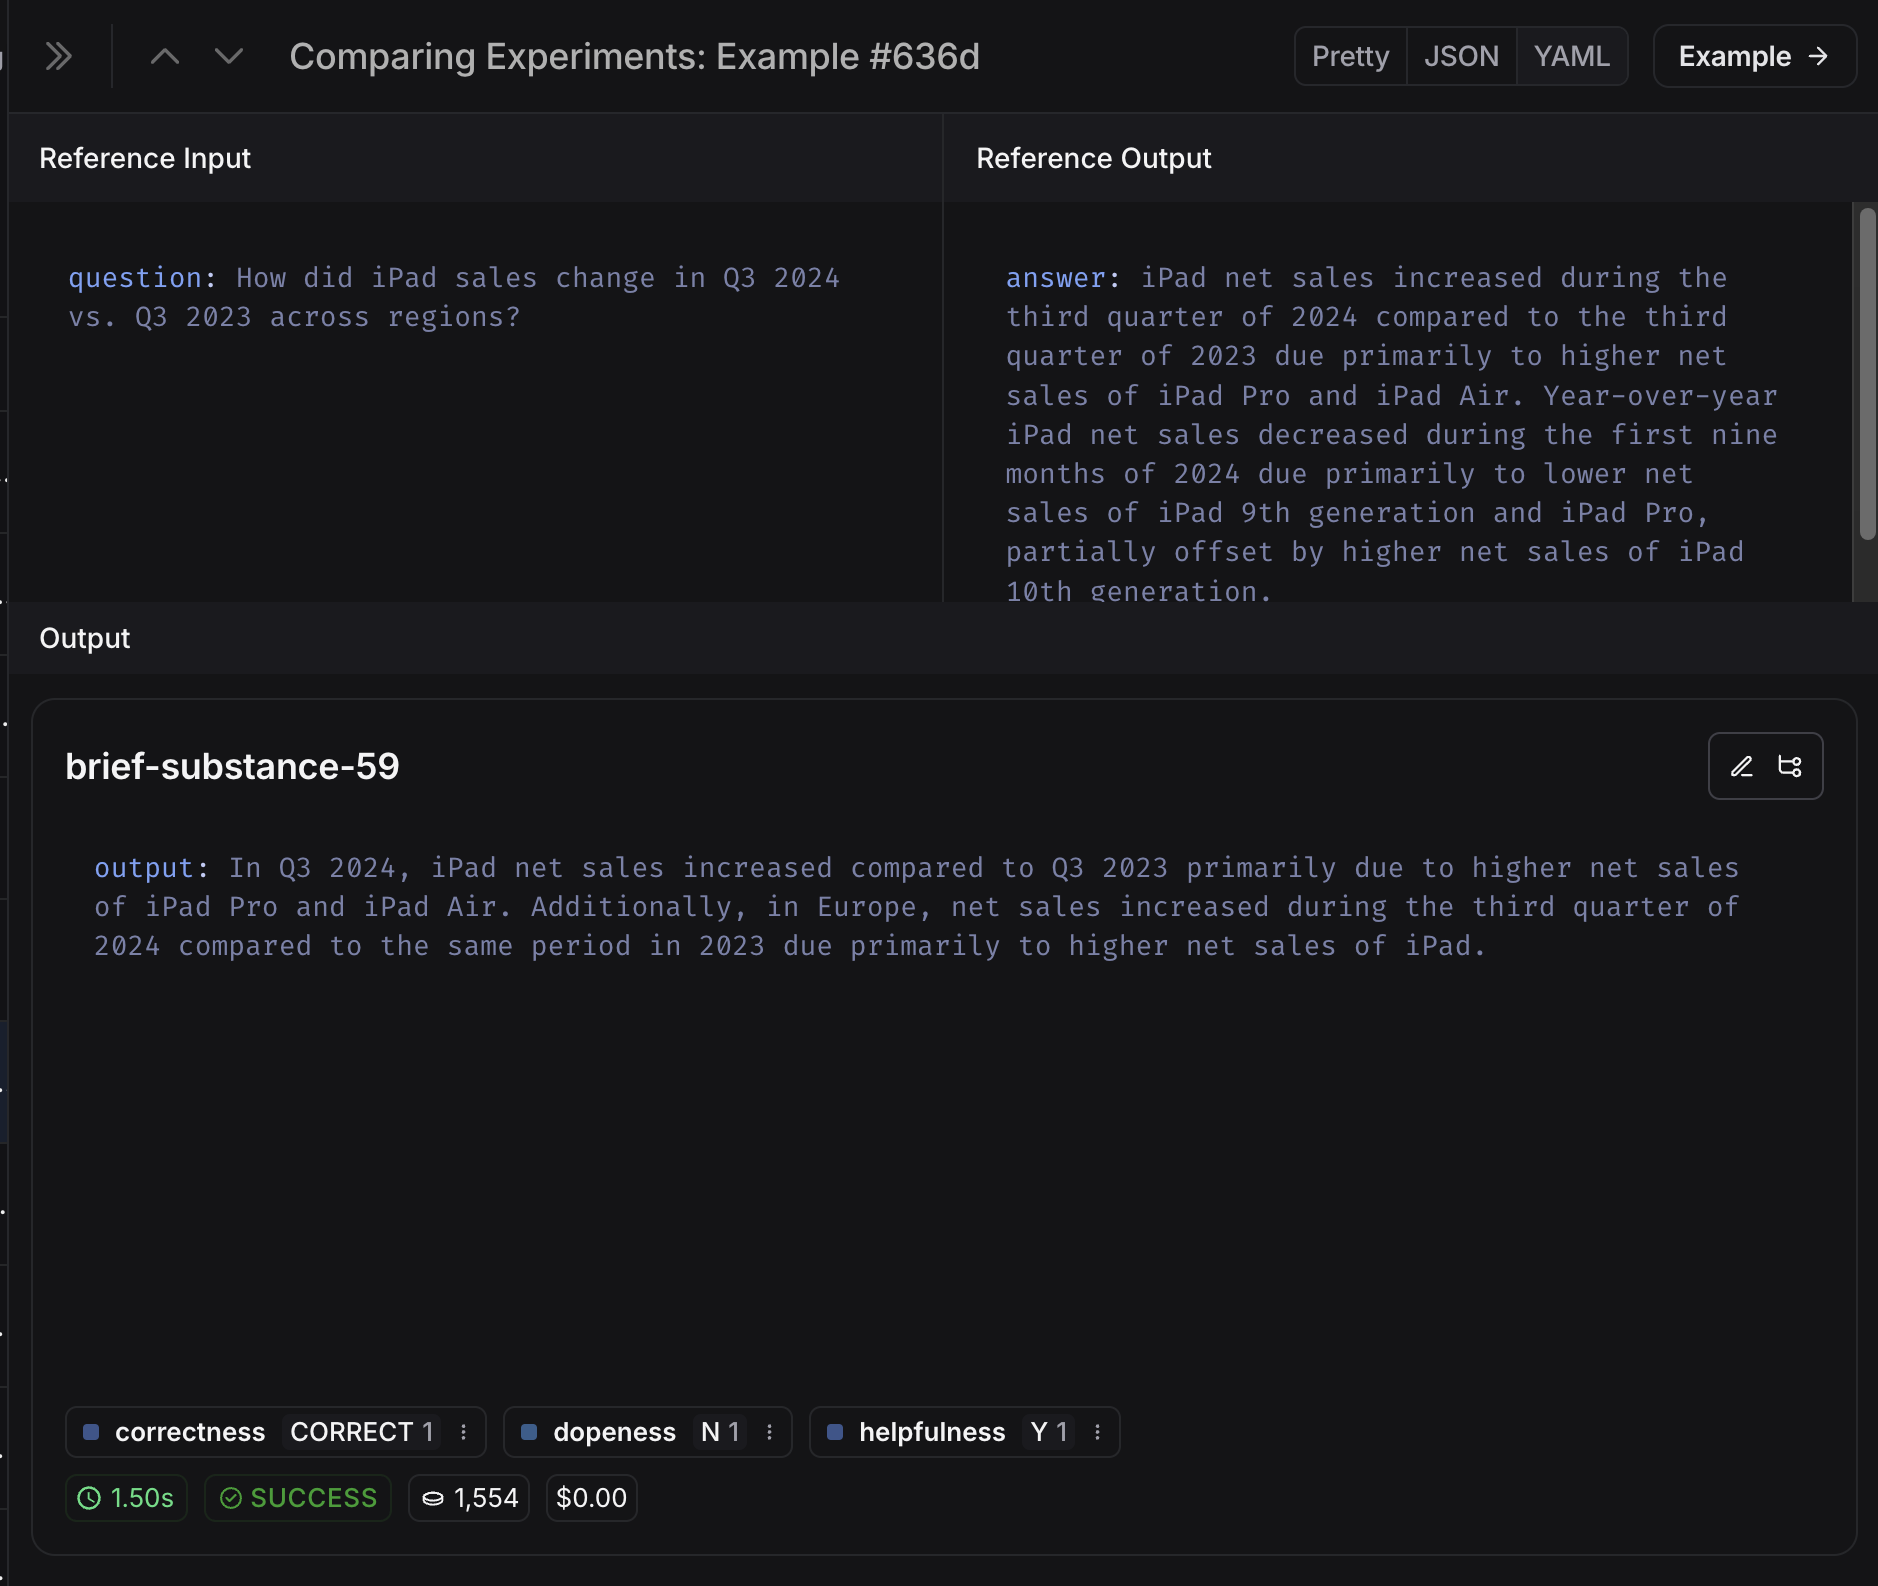 Comparing Experiments: Example #636d
Pretty JSON YAML Example →
Reference Input
Reference Output
question: How did iPad sales change in Q3 2024
vs. Q3 2023 across regions?
answer: iPad net sales increased during the
third quarter of 2024 compared to the third
quarter of 2023 due primarily to higher net
sales of iPad Pro and iPad Air. Year-over-year
iPad net sales decreased during the first nine
months of 2024 due primarily to lower net
sales of iPad 9th generation and iPad Pro,
partially offset by higher net sales of iPad
10th generation.
Output
brief-substance-59
output: In Q3 2024, iPad net sales increased compared to Q3 2023 primarily due to higher net sales
of iPad Pro and iPad Air. Additionally, in Europe, net sales increased during the third quarter of
2024 compared to the same period in 2023 due primarily to higher net sales of iPad.
correctness CORRECT 1 dopeness N 1 helpfulness Y 1
1.50s SUCCESS 1,554 $0.00